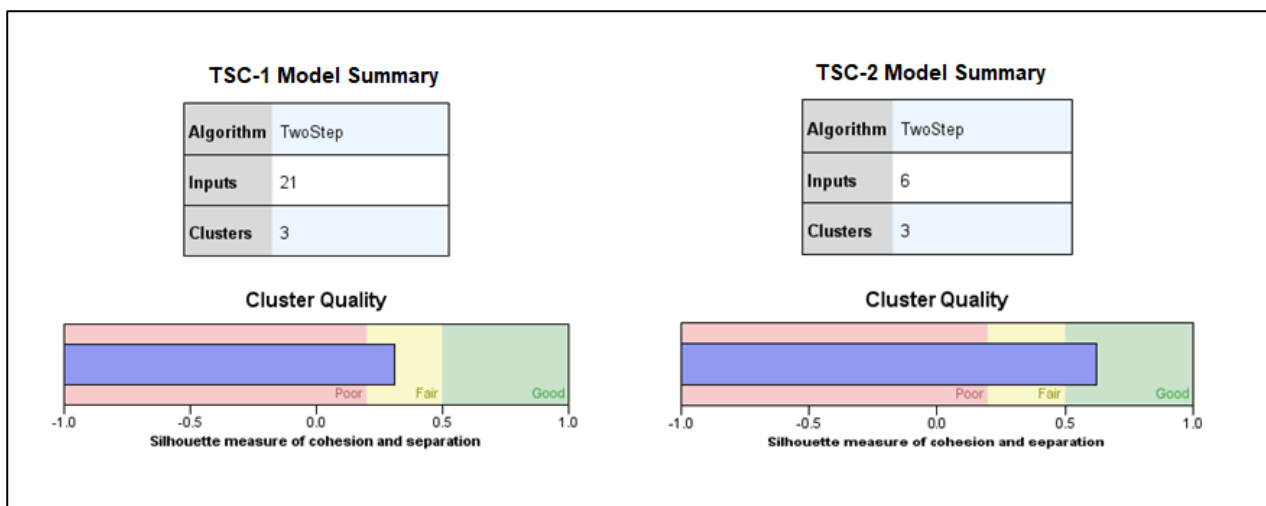 TSC-1 Model Summary
Algorithm TwoStep
Inputs 21
Clusters 3
Cluster Quality
Poor Fair Good
-1.0 -0.5 0.0 0.5 1.0
Silhouette measure of cohesion and separation
TSC-2 Model Summary
Algorithm TwoStep
Inputs 6
Clusters 3
Cluster Quality
Poor Fair Good
-1.0 -0.5 0.0 0.5 1.0
Silhouette measure of cohesion and separation